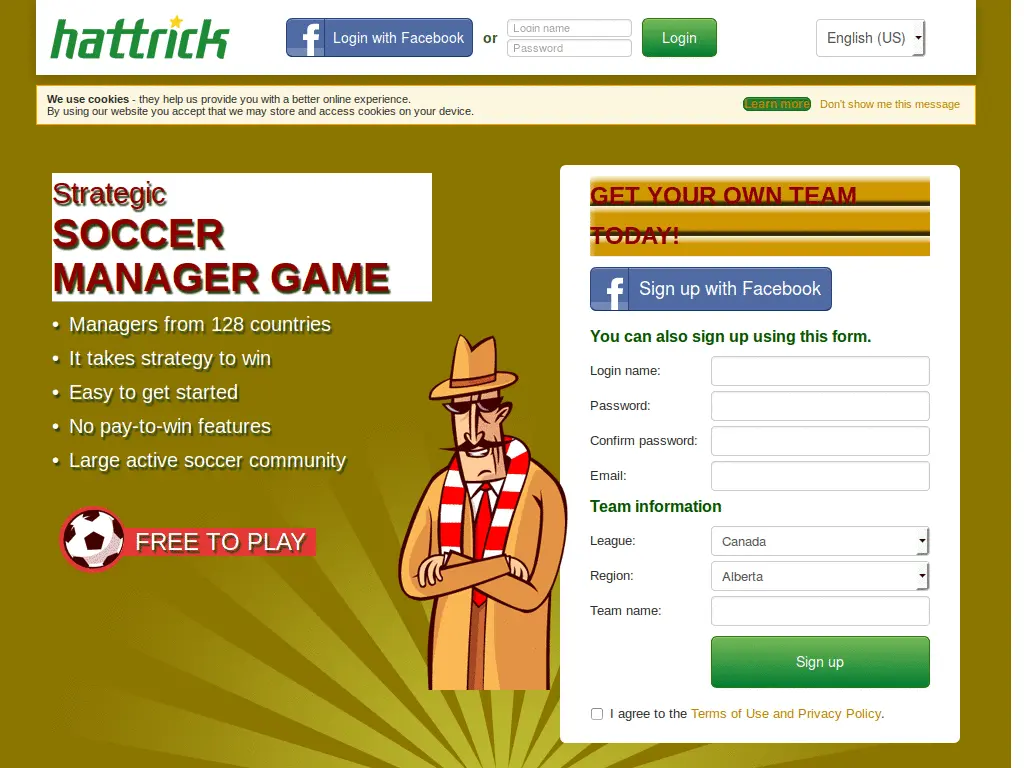 hattrick
f Login with Facebook
or
Login name
Password
Login
English (US)
We use cookies - they help us provide you with a better online experience.
By using our website you accept that we may store and access cookies on your device.
Learn more
Don't show me this message
Strategic
SOCCER
MANAGER GAME
• Managers from 128 countries
• It takes strategy to win
• Easy to get started
• No pay-to-win features
• Large active soccer community
FREE TO PLAY
GET YOUR OWN TEAM
TODAY!
f Sign up with Facebook
You can also sign up using this form.
Login name:
Password:
Confirm password:
Email:
Team information
League: Canada
Region: Alberta
Team name:
Sign up
I agree to the Terms of Use and Privacy Policy.